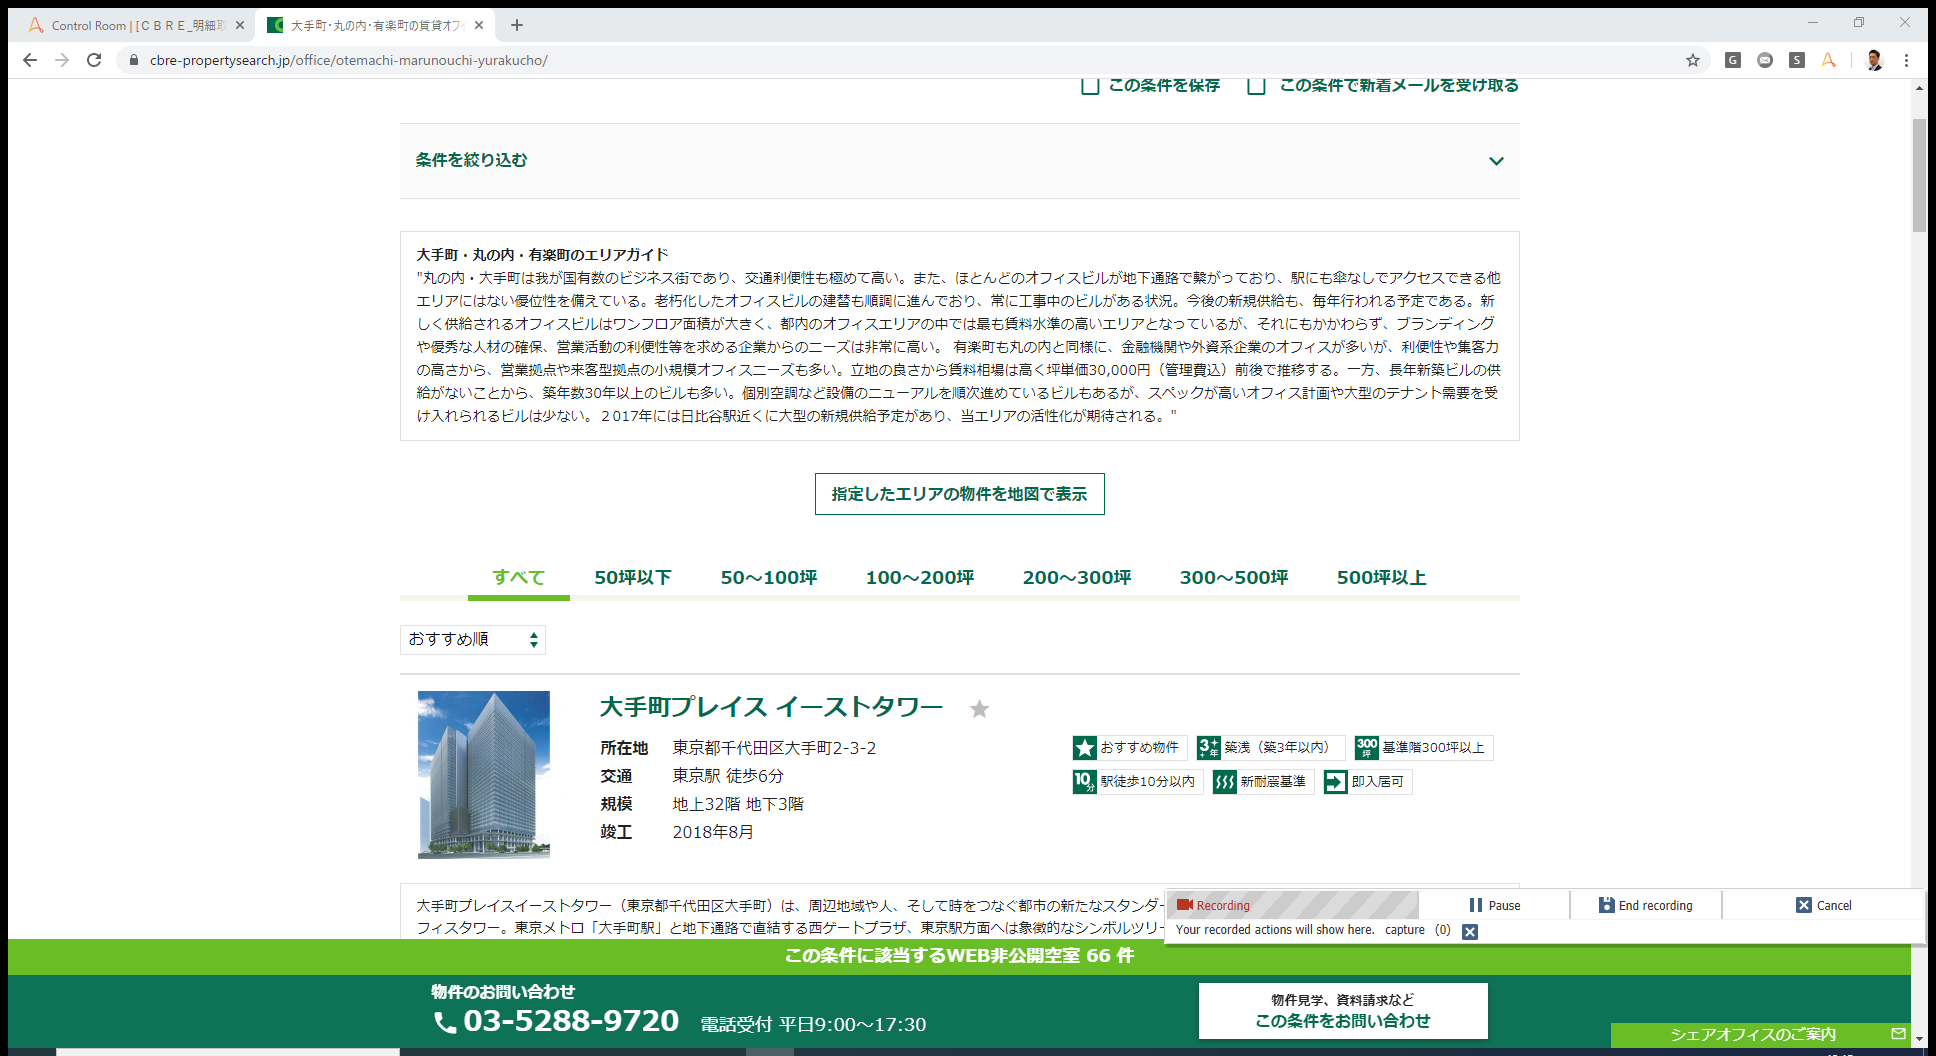 Control Room | [ＣＢＲＥ_明細取
大手町・丸の内・有楽町の賃貸オフィ
cbre-propertysearch.jp/office/otemachi-marunouchi-yurakucho/
この条件を保存
この条件で新着メールを受け取る
条件を絞り込む
大手町・丸の内・有楽町のエリアガイド
"丸の内・大手町は我が国有数のビジネス街であり、交通利便性も極めて高い。また、ほとんどのオフィスビルが地下通路で繋がっており、駅にも傘なしでアクセスできる他
エリアにはない優位性を備えている。老朽化したオフィスビルの建替も順調に進んでおり、常に工事中のビルがある状況。今後の新規供給も、毎年行われる予定である。新
しく供給されるオフィスビルはワンフロア面積が大きく、都内のオフィスエリアの中では最も賃料水準の高いエリアとなっているが、それにもかかわらず、ブランディング
や優秀な人材の確保、営業活動の利便性等を求める企業からのニーズは非常に高い。 有楽町も丸の内と同様に、金融機関や外資系企業のオフィスが多いが、利便性や集客力
の高さから、営業拠点や来客型拠点の小規模オフィスニーズも多い。立地の良さから賃料相場は高く坪単価30,000円（管理費込）前後で推移する。一方、長年新築ビルの供
給がないことから、築年数30年以上のビルも多い。個別空調など設備のニューアルを順次進めているビルもあるが、スペックが高いオフィス計画や大型のテナント需要を受
け入れられるビルは少ない。２017年には日比谷駅近くに大型の新規供給予定があり、当エリアの活性化が期待される。"
指定したエリアの物件を地図で表示
すべて 50坪以下 50～100坪 100～200坪 200～300坪 300～500坪 500坪以上
おすすめ順
大手町プレイス イーストタワー
所在地 東京都千代田区大手町2-3-2
交通 東京駅 徒歩6分
規模 地上32階 地下3階
竣工 2018年8月
おすすめ物件 3年 築浅（築3年以内） 300坪 基準階300坪以上
10分 駅徒歩10分以内 新耐震基準 即入居可
大手町プレイスイーストタワー（東京都千代田区大手町）は、周辺地域や人、そして時をつなぐ都市の新たなスタンダー
フィスタワー。東京メトロ「大手町駅」と地下通路で直結する西ゲートプラザ、東京駅方面へは象徴的なシンボルツリー
Recording Pause End recording Cancel
Your recorded actions will show here. capture (0)
この条件に該当するWEB非公開空室 66 件
物件のお問い合わせ
03-5288-9720 電話受付 平日9:00～17:30
物件見学、資料請求など
この条件をお問い合わせ
シェアオフィスのご案内